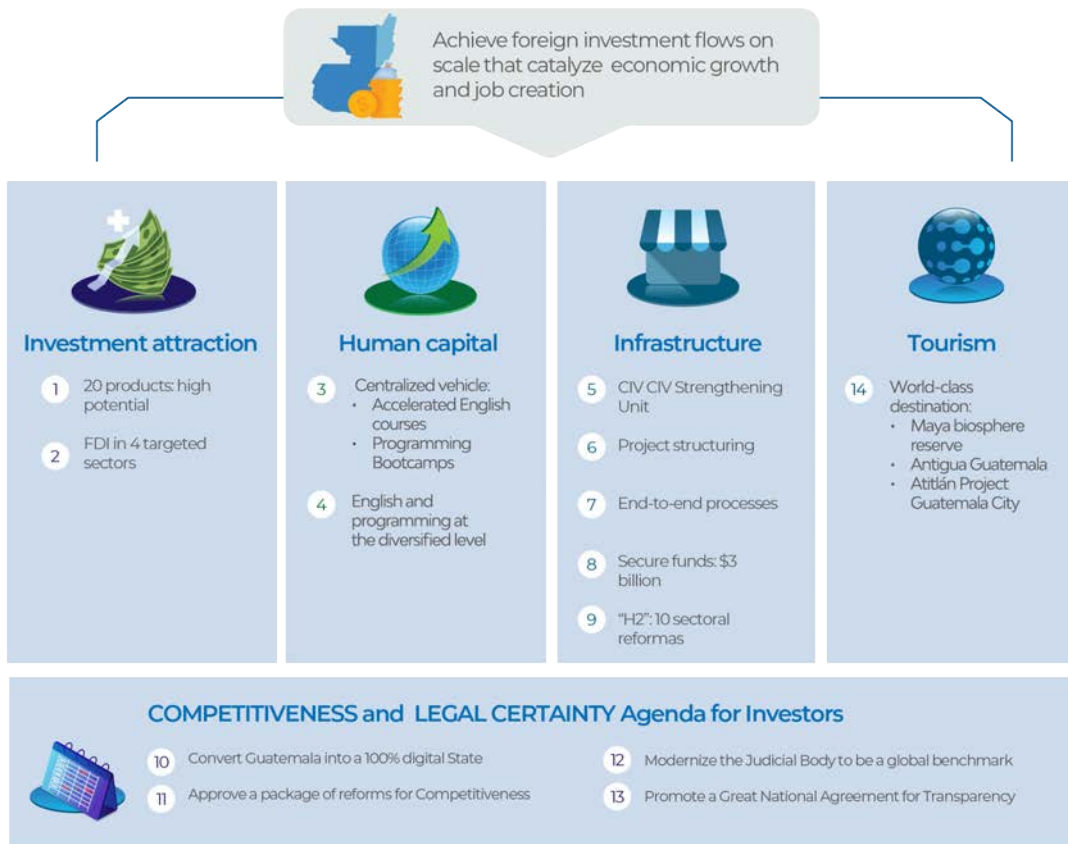 Achieve foreign investment flows on
scale that catalyze economic growth
and job creation
$
Investment attraction
1
20 products: high
potential
2
FDI in 4 targeted
sectors
Human capital
3
Centralized vehicle:
• Accelerated English
courses
• Programming
Bootcamps
4
English and
programming at
the diversified level
Infrastructure
5
CIV CIV Strengthening
Unit
6
Project structuring
7
End-to-end processes
8
Secure funds: $3
billion
9
“H2”: 10 sectoral
reformas
Tourism
14
World-class
destination:
• Maya biosphere
reserve
• Antigua Guatemala
• Atitlán Project
Guatemala City
COMPETITIVENESS and LEGAL CERTAINTY Agenda for Investors
10 Convert Guatemala into a 100% digital State
11 Approve a package of reforms for Competitiveness
12 Modernize the Judicial Body to be a global benchmark
13 Promote a Great National Agreement for Transparency